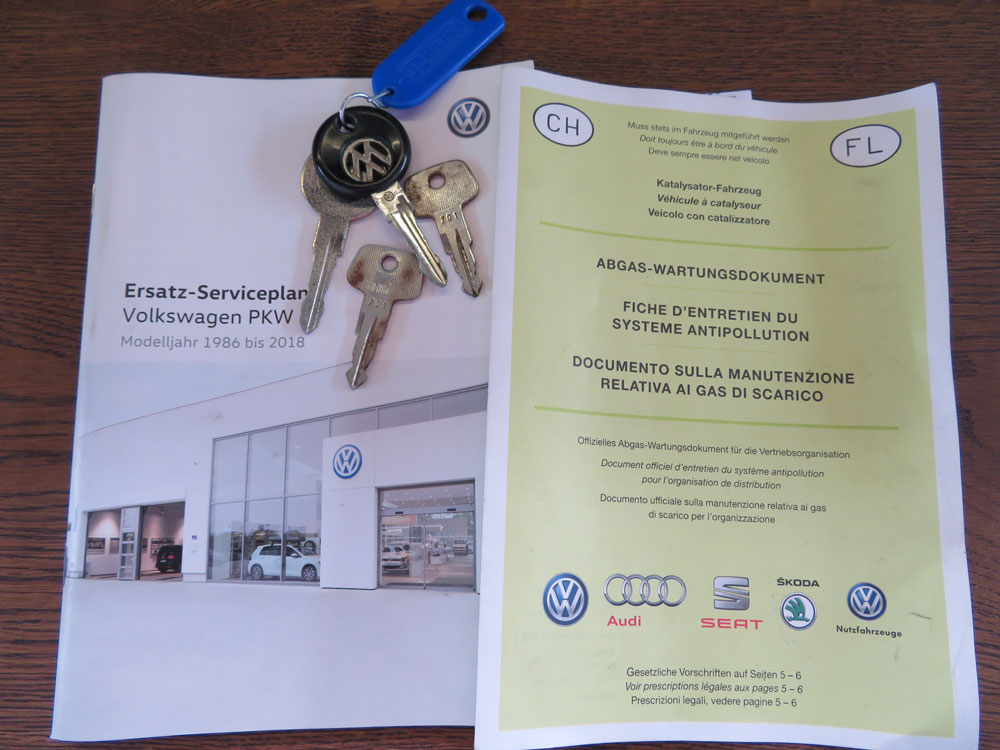 Ersatz-Serviceplan
Volkswagen PKW
Modelljahr 1986 bis 2018
CH
FL
Muss stets im Fahrzeug mitgeführt werden
Doit toujours être à bord du véhicule
Deve sempre essere nel veicolo
Katalysator-Fahrzeug
Véhicule à catalyseur
Veicolo con catalizzatore
ABGAS-WARTUNGSDOKUMENT
FICHE D'ENTRETIEN DU
SYSTEME ANTIPOLLUTION
DOCUMENTO SULLA MANUTENZIONE
RELATIVA AI GAS DI SCARICO
Offizielles Abgas-Wartungsdokument für die Vertriebsorganisation
Document officiel d'entretien du système antipollution
pour l'organisation de distribution
Documento ufficiale sulla manutenzione relativa ai gas
di scarico per l'organizzazione
Audi
SEAT
ŠKODA
Nutzfahrzeuge
Gesetzliche Vorschriften auf Seiten 5 – 6
Voir prescriptions légales aux pages 5 – 6
Prescrizioni legali, vedere pagine 5 – 6